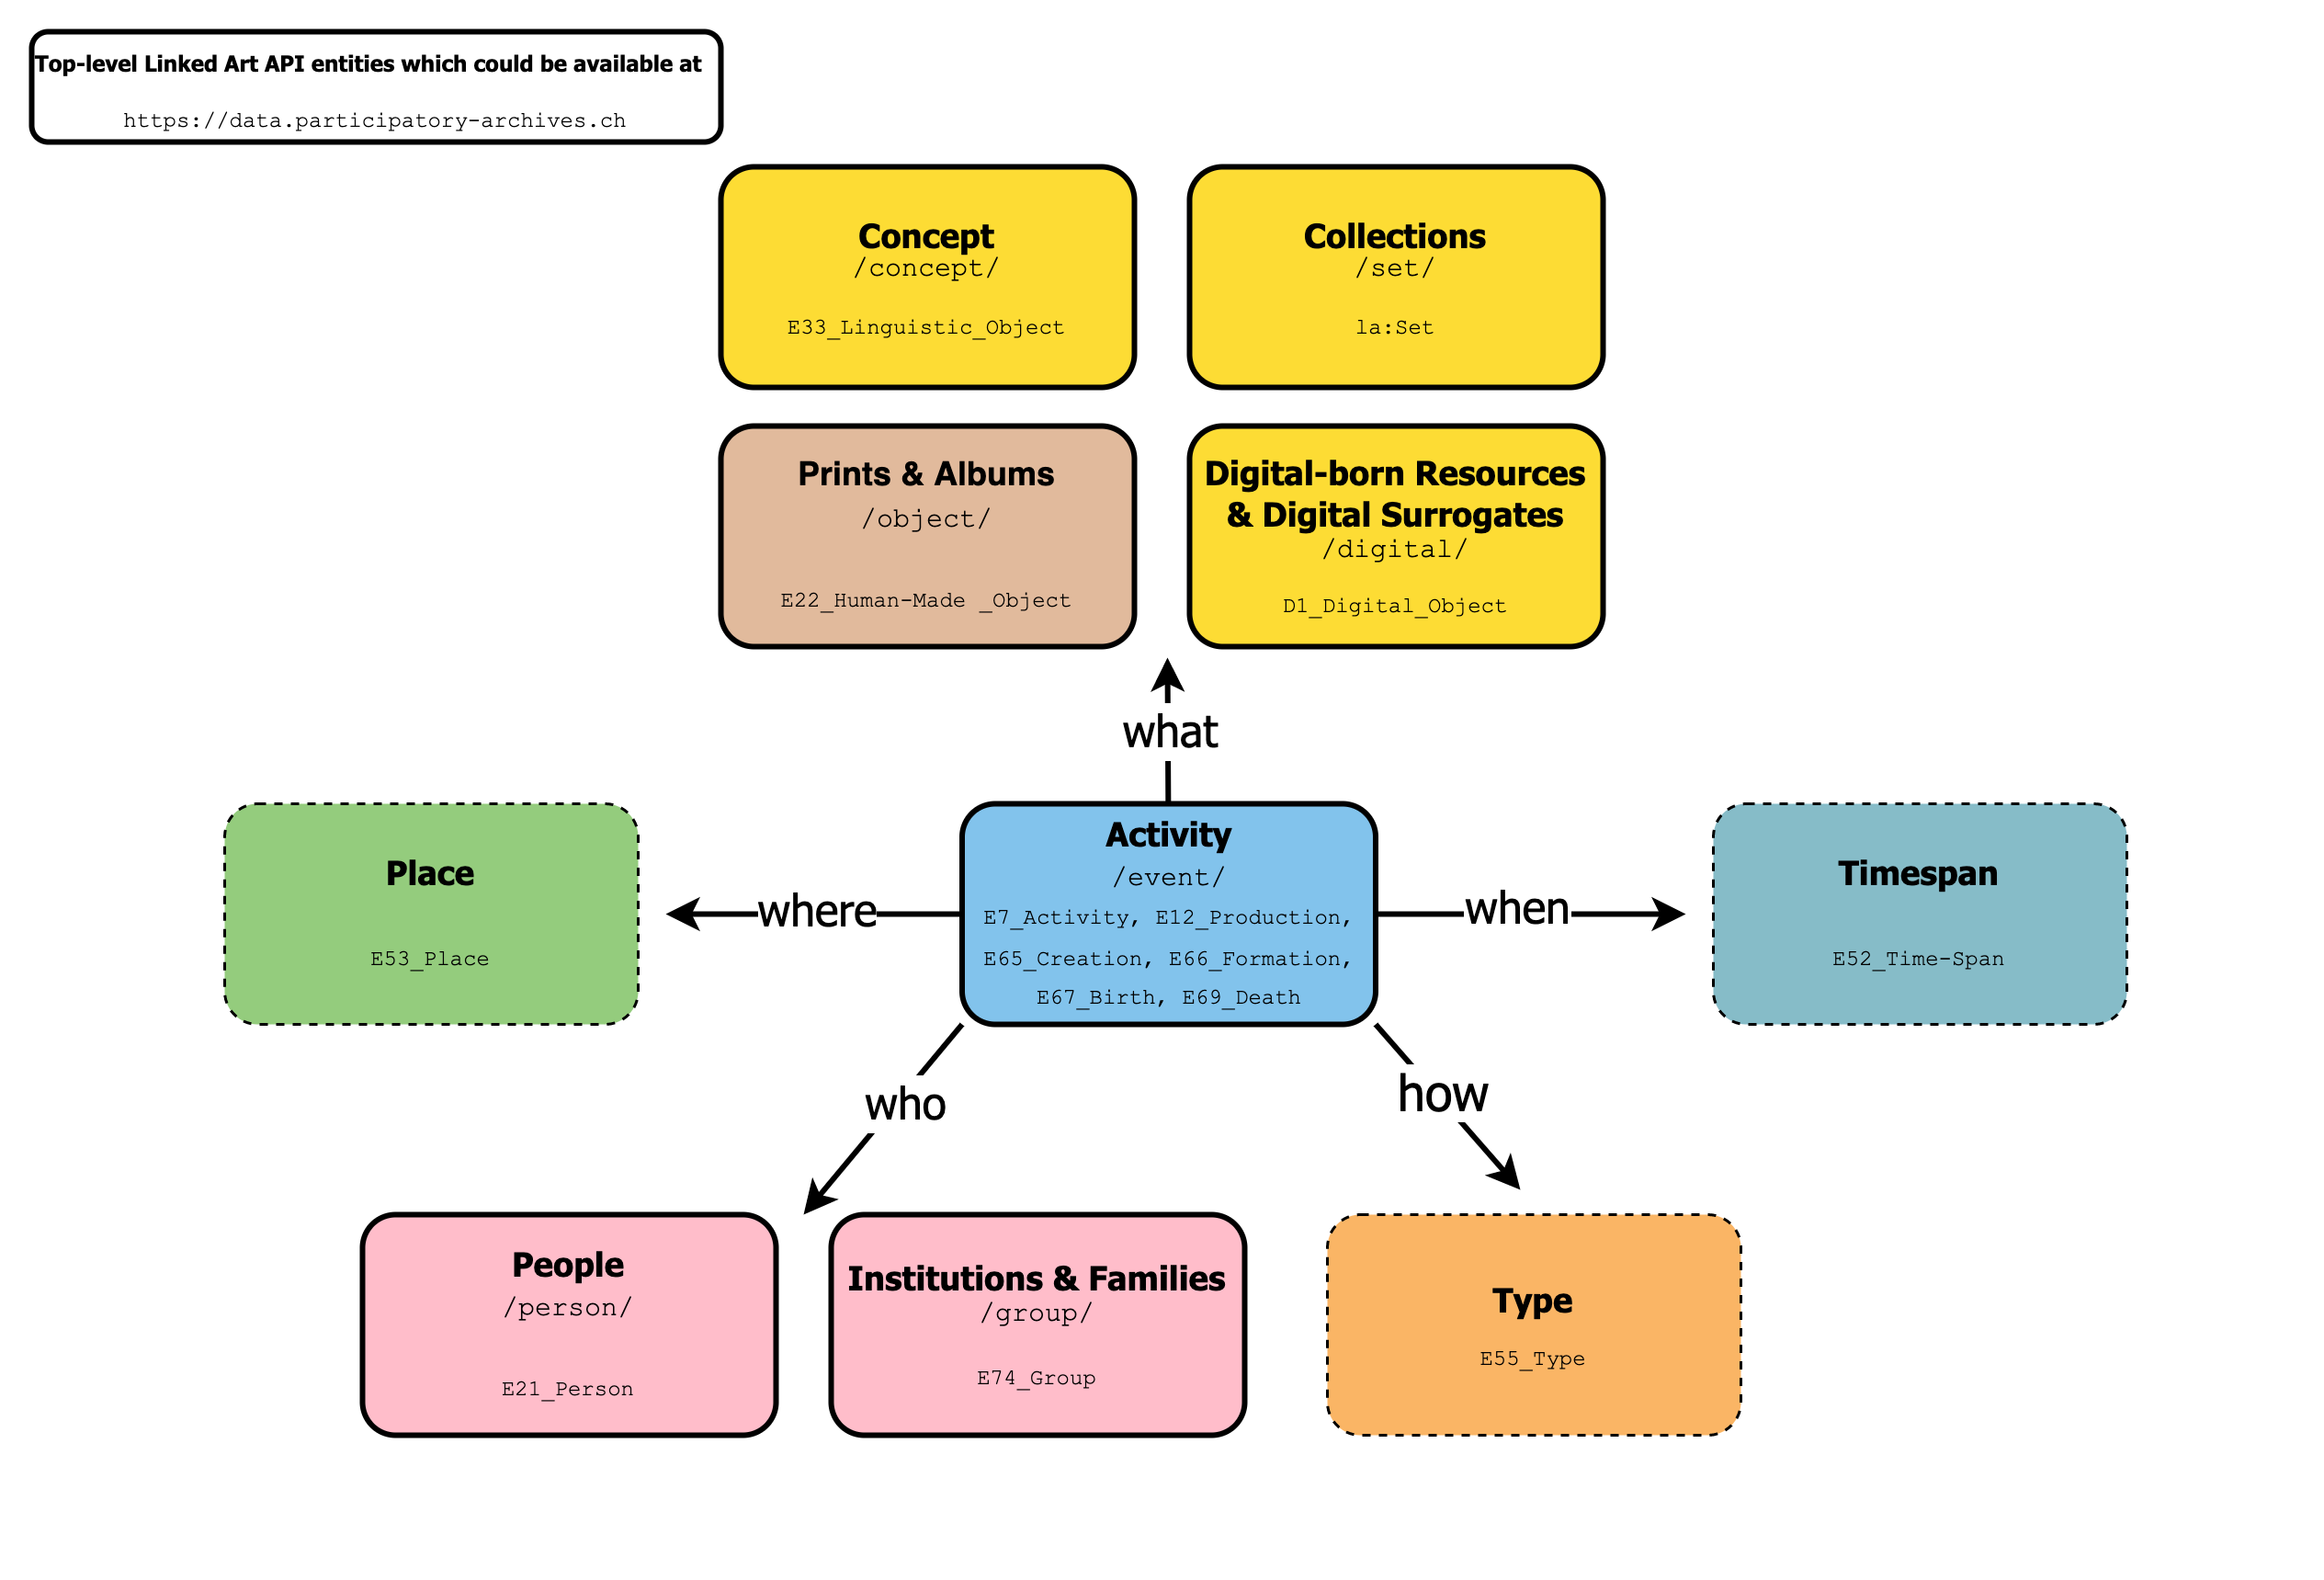 Top-level Linked Art API entities which could be available at
https://data.participatory-archives.ch
Concept
/concept/
E33_Linguistic_Object
Collections
/set/
la:Set
Prints & Albums
/object/
E22_Human-Made _Object
Digital-born Resources
& Digital Surrogates
/digital/
D1_Digital_Object
what
Place
E53_Place
where
Activity
/event/
E7_Activity, E12_Production,
E65_Creation, E66_Formation,
E67_Birth, E69_Death
when
Timespan
E52_Time-Span
who
how
People
/person/
E21_Person
Institutions & Families
/group/
E74_Group
Type
E55_Type